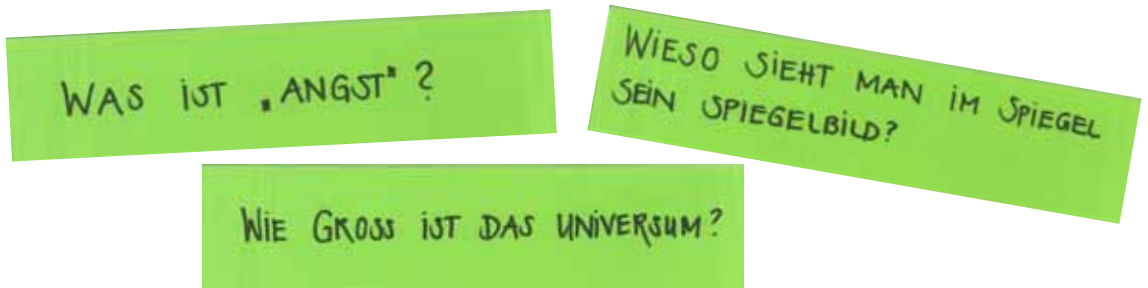 WAS IST „ANGST"?
WIESO SIEHT MAN IM SPIEGEL
SEIN SPIEGELBILD?
WIE GROSS IST DAS UNIVERSUM?